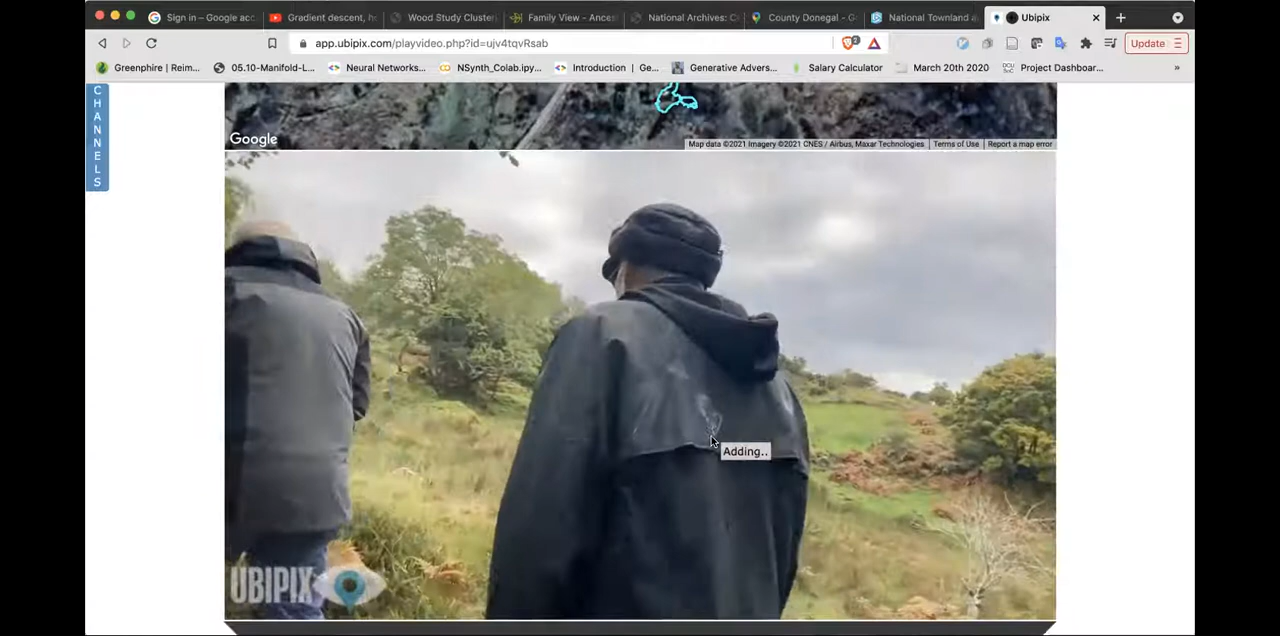 Sign in – Google acc
Gradient descent, h
Wood Study Cluster
Family View - Ances
National Archives: C
County Donegal - G
National Townland a
Ubipix
app.ubipix.com/playvideo.php?id=ujv4tqvRsab
2
Update
Greenphire | Reim...
05.10-Manifold-L...
Neural Networks...
NSynth_Colab.ipy...
Introduction | Ge...
Generative Advers...
Salary Calculator
March 20th 2020
Project Dashboar...
»
CHANNELS
Google
Map data ©2021 Imagery ©2021 CNES / Airbus, Maxar Technologies
Terms of Use
Report a map error
Adding..
UBIPIX